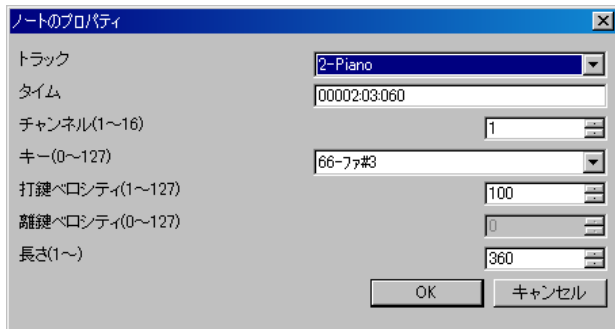 ノートのプロパティ
トラック 2-Piano
タイム 00002:03:060
チャンネル(1～16) 1
キー(0～127) 66-ファ#3
打鍵ベロシティ(1～127) 100
離鍵ベロシティ(0～127) 0
長さ(1～) 360
OK キャンセル